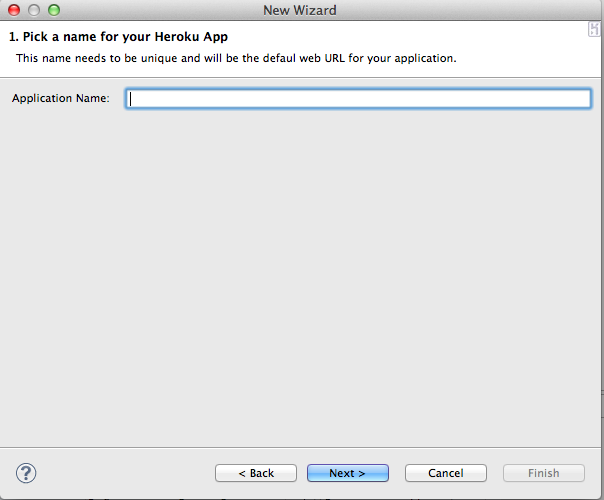 New Wizard
1. Pick a name for your Heroku App
This name needs to be unique and will be the defaul web URL for your application.
Application Name:
?
< Back
Next >
Cancel
Finish